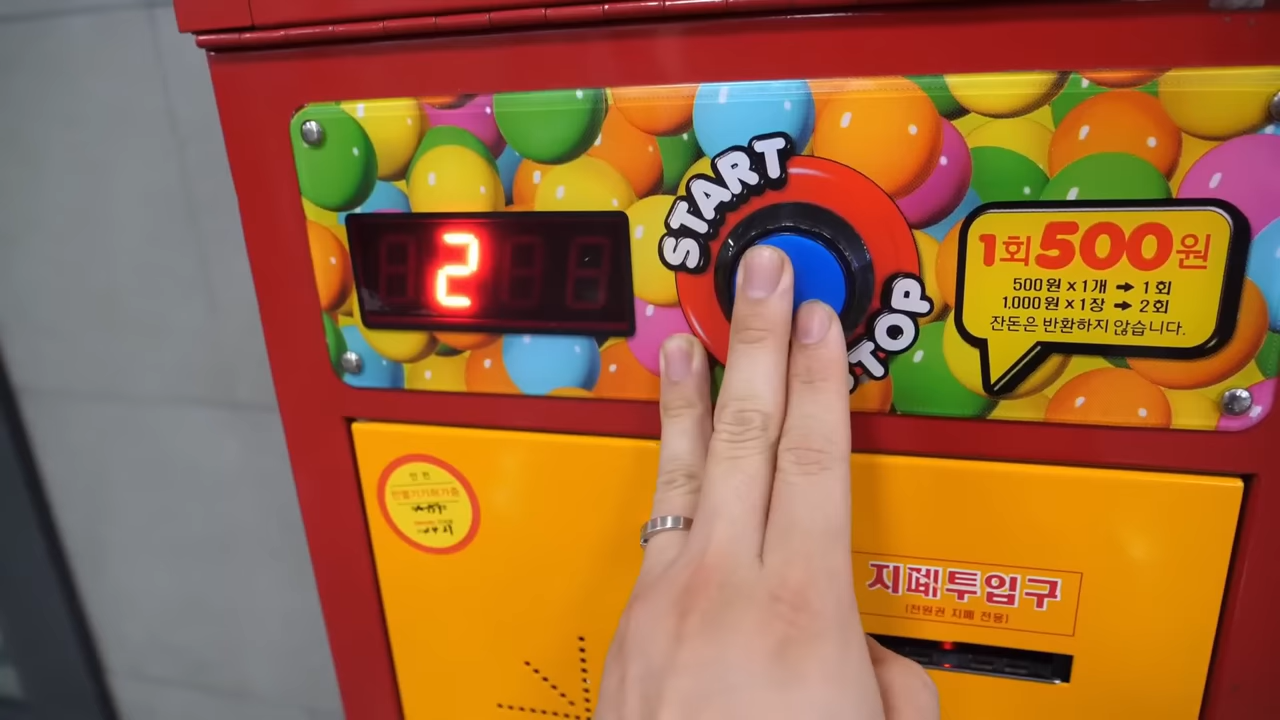 2
START
STOP
1회500원
500원 x 1개 ➡ 1회
1,000원 x 1장 ➡ 2회
잔돈은 반환하지 않습니다.
안 전
지폐투입구
(천원권 지폐 전용)